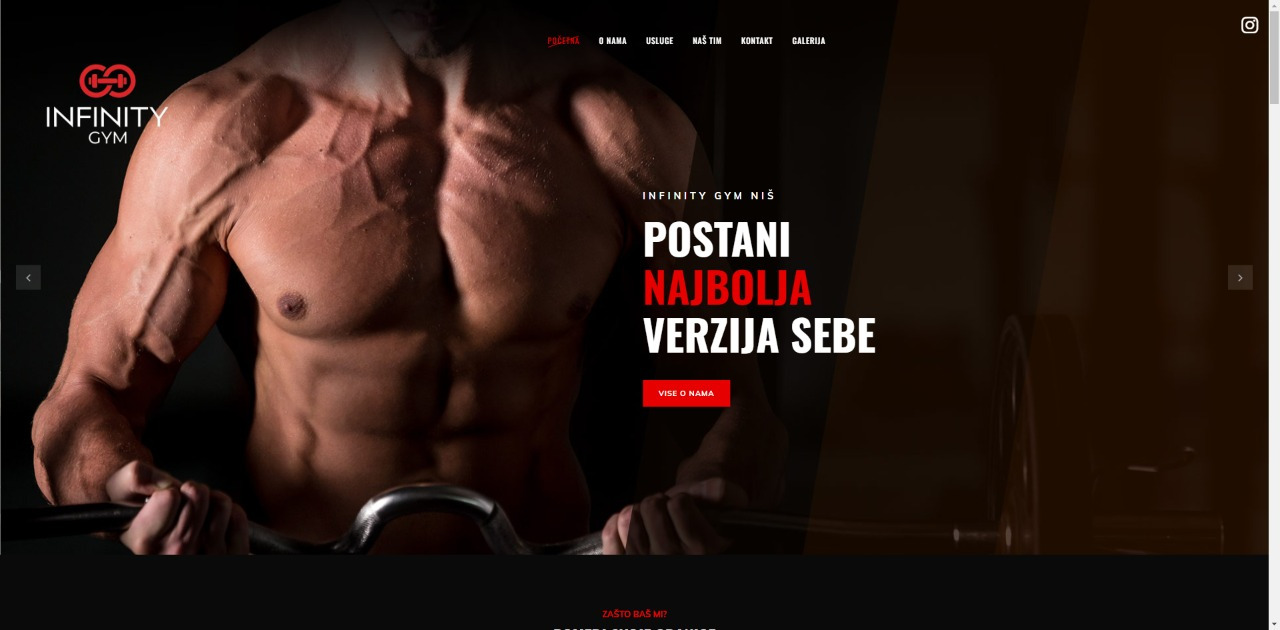 POČETNA
O NAMA
USLUGE
NAŠ TIM
KONTAKT
GALERIJA
INFINITY
GYM
INFINITY GYM NIŠ
POSTANI
NAJBOLJA
VERZIJA SEBE
VISE O NAMA
ZAŠTO BAŠ MI?